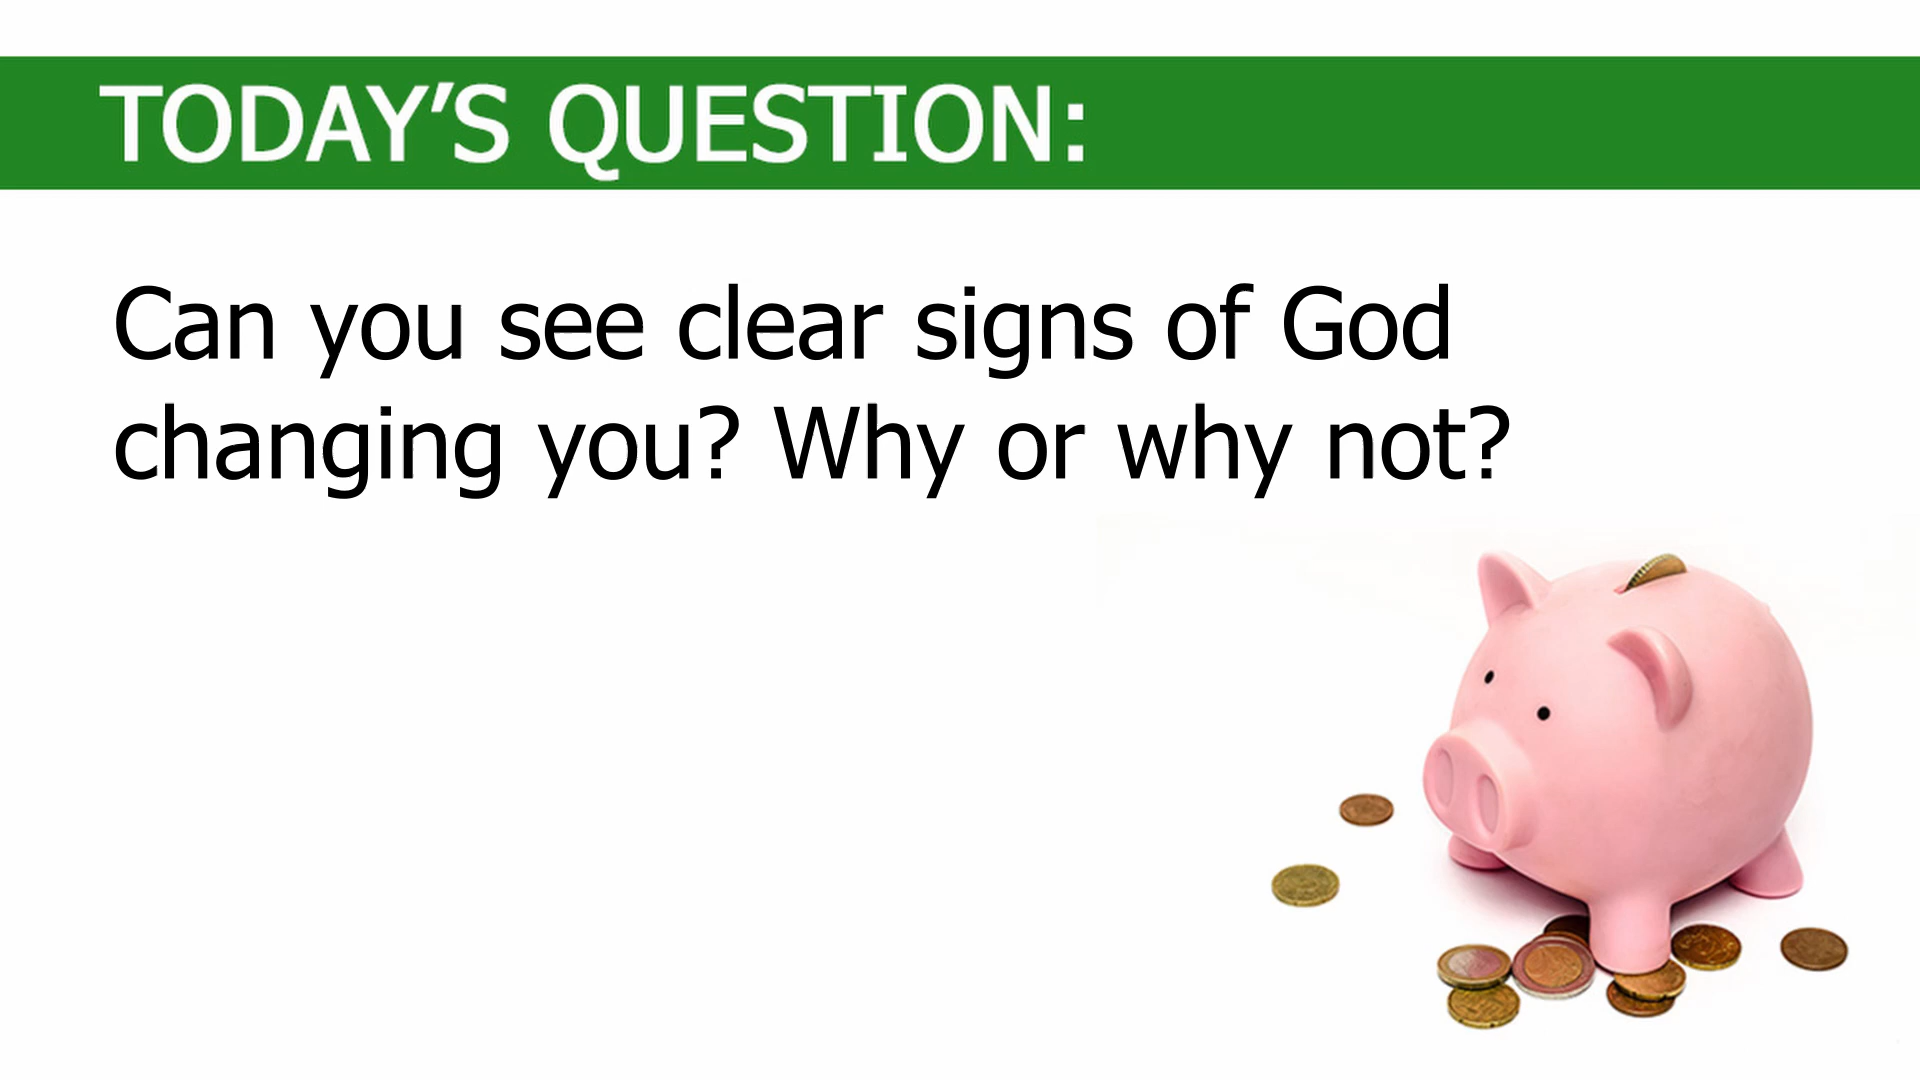 TODAY’S QUESTION:
Can you see clear signs of God
changing you? Why or why not?